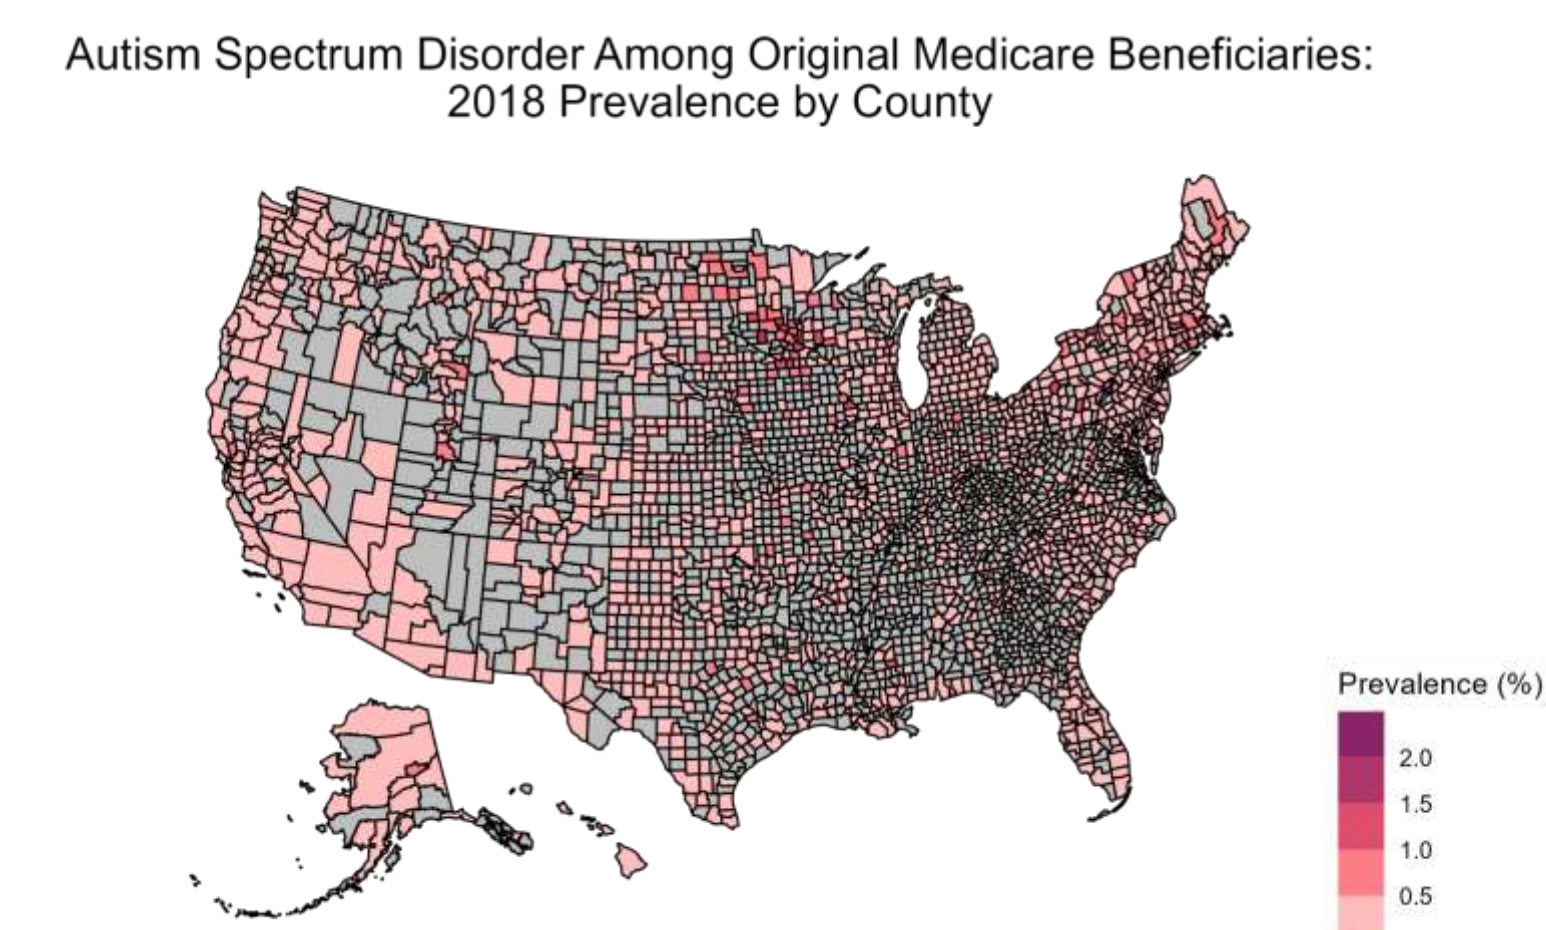 Autism Spectrum Disorder Among Original Medicare Beneficiaries:
2018 Prevalence by County
Prevalence (%)
2.0
1.5
1.0
0.5